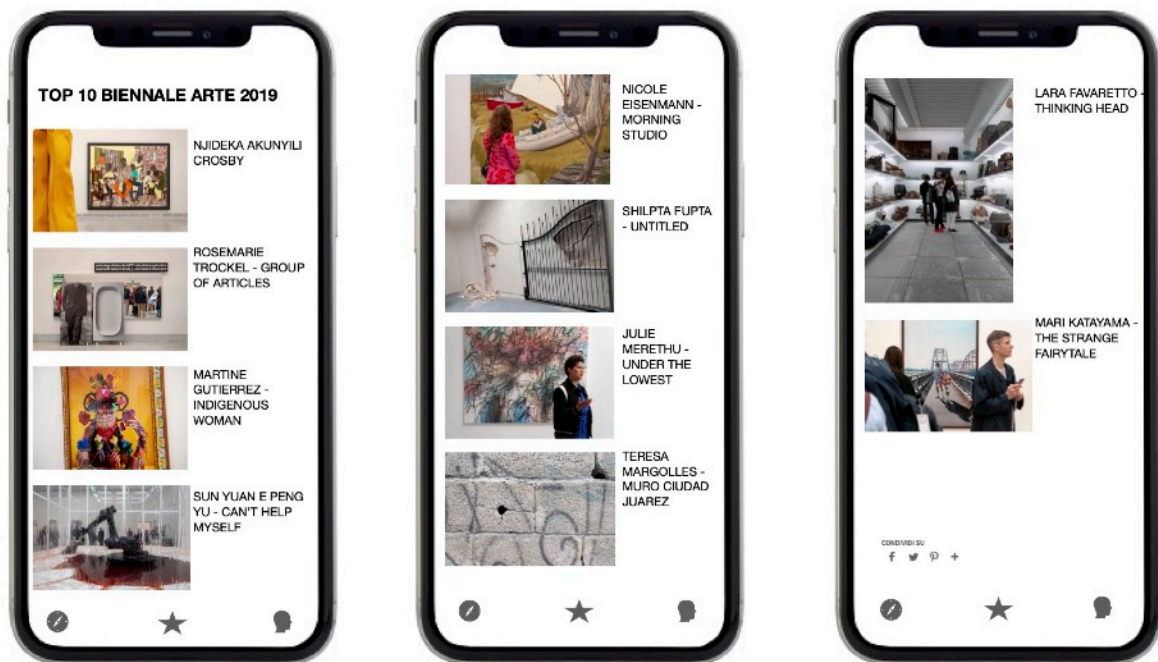 TOP 10 BIENNALE ARTE 2019
NJIDEKA AKUNYILI
CROSBY
ROSEMARIE
TROCKEL - GROUP
OF ARTICLES
MARTINE
GUTIERREZ -
INDIGENOUS
WOMAN
SUN YUAN E PENG
YU - CAN'T HELP
MYSELF
NICOLE
EISENMANN -
MORNING
STUDIO
SHILPTA FUPTA
- UNTITLED
JULIE
MERETHU -
UNDER THE
LOWEST
TERESA
MARGOLLES -
MURO CIUDAD
JUAREZ
LARA FAVARETTO -
THINKING HEAD
MARI KATAYAMA -
THE STRANGE
FAIRYTALE
CONDIVIDI SU